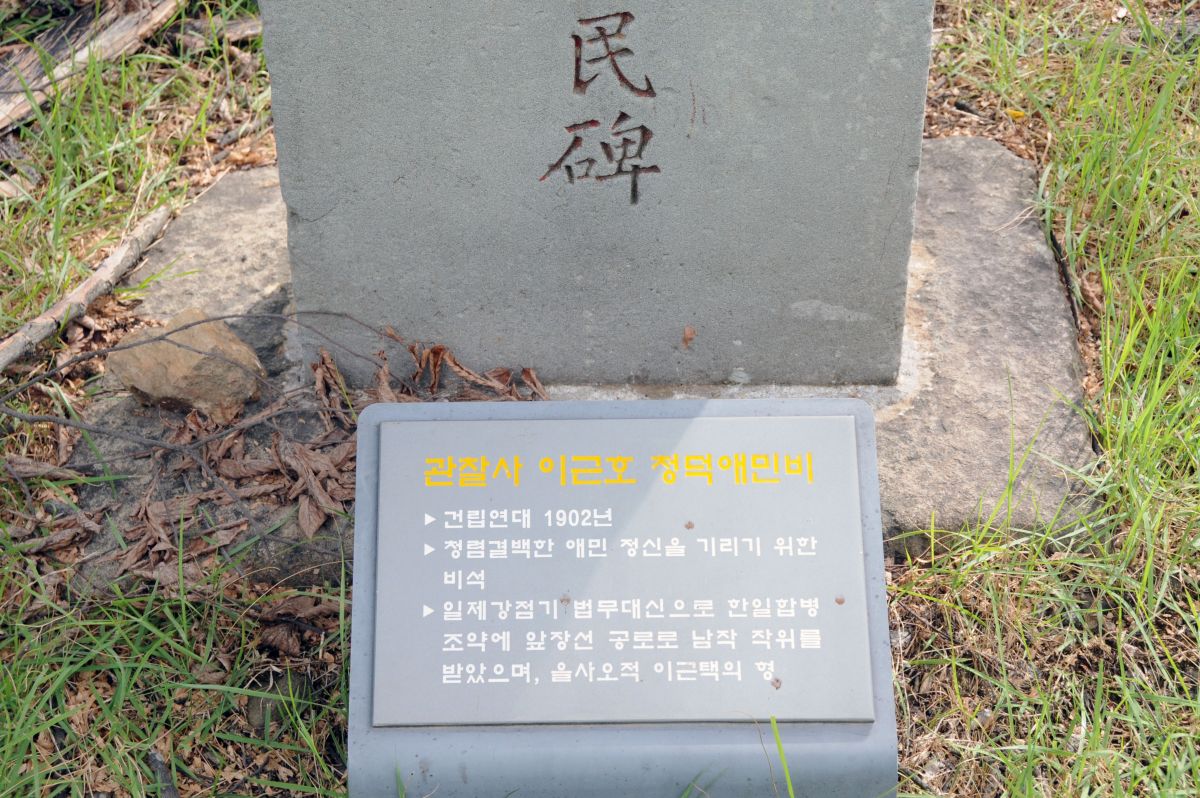 民
碑
관찰사 이근호 청덕애민비
▶ 건립연대 1902년
▶ 청렴결백한 애민 정신을 기리기 위한
비석
▶ 일제강점기 법무대신으로 한일합병
조약에 앞장선 공로로 남작 작위를
받았으며, 을사오적 이근택의 형